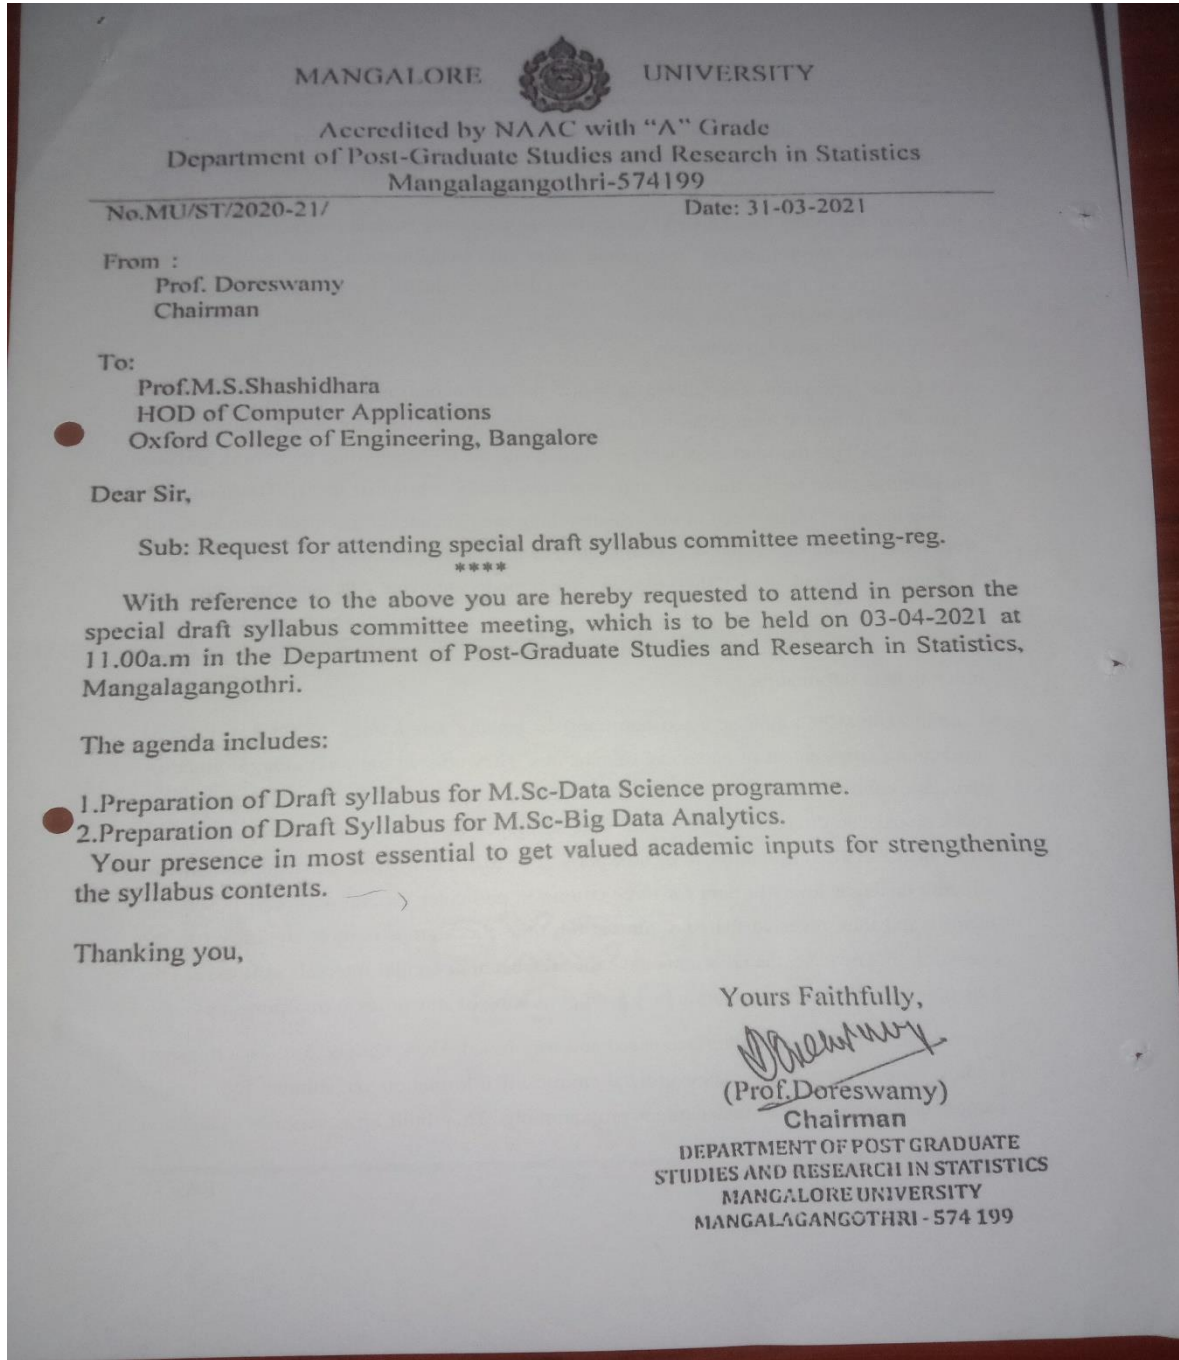 MANGALORE UNIVERSITY
Accredited by NAAC with “A” Grade
Department of Post-Graduate Studies and Research in Statistics
Mangalagangothri-574199
No.MU/ST/2020-21/ Date: 31-03-2021
From :
Prof. Doreswamy
Chairman
To:
Prof.M.S.Shashidhara
HOD of Computer Applications
Oxford College of Engineering, Bangalore
Dear Sir,
Sub: Request for attending special draft syllabus committee meeting-reg.
****
With reference to the above you are hereby requested to attend in person the
special draft syllabus committee meeting, which is to be held on 03-04-2021 at
11.00a.m in the Department of Post-Graduate Studies and Research in Statistics,
Mangalagangothri.
The agenda includes:
1.Preparation of Draft syllabus for M.Sc-Data Science programme.
2.Preparation of Draft Syllabus for M.Sc-Big Data Analytics.
Your presence in most essential to get valued academic inputs for strengthening
the syllabus contents.
Thanking you,
Yours Faithfully,
Doreswamy
(Prof.Doreswamy)
Chairman
DEPARTMENT OF POST GRADUATE
STUDIES AND RESEARCH IN STATISTICS
MANGALORE UNIVERSITY
MANGALAGANGOTHRI - 574 199